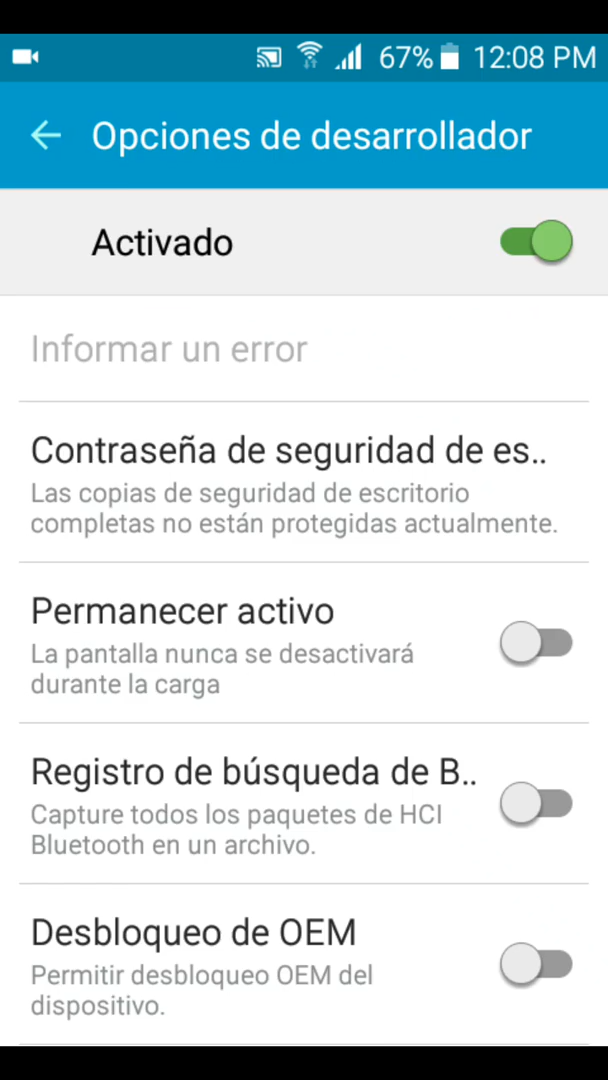 67% 12:08 PM
Opciones de desarrollador
Activado
Informar un error
Contraseña de seguridad de es..
Las copias de seguridad de escritorio
completas no están protegidas actualmente.
Permanecer activo
La pantalla nunca se desactivará
durante la carga
Registro de búsqueda de B..
Capture todos los paquetes de HCI
Bluetooth en un archivo.
Desbloqueo de OEM
Permitir desbloqueo OEM del
dispositivo.